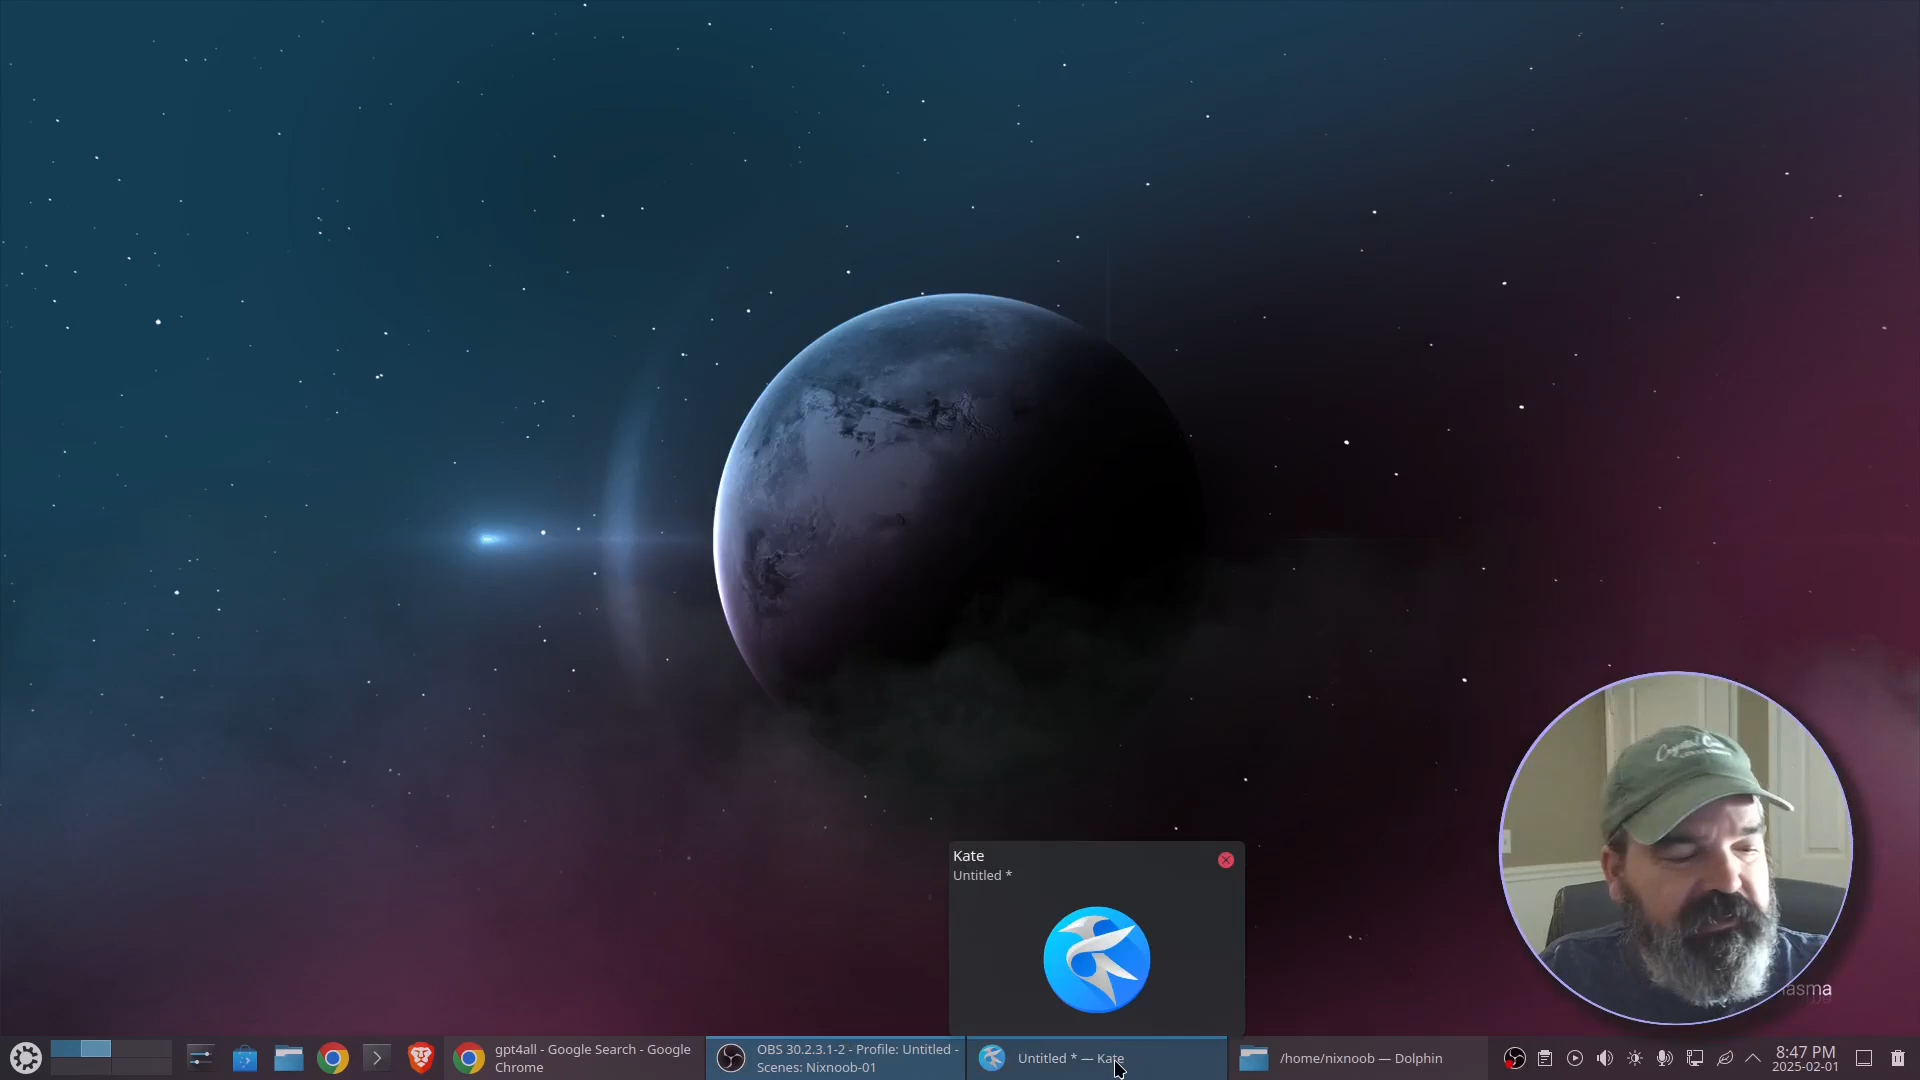 Kate
Untitled *
asma
gpt4all - Google Search - Google
Chrome
OBS 30.2.3.1-2 - Profile: Untitled -
Scenes: Nixnoob-01
Untitled * — Kate
/home/nixnoob — Dolphin
8:47 PM
2025-02-01